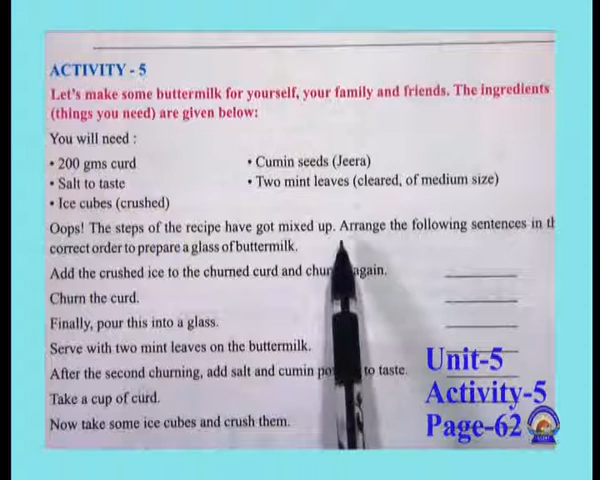 ACTIVITY - 5
Let's make some buttermilk for yourself, your family and friends. The ingredients
(things you need) are given below:
You will need :
• 200 gms curd
• Cumin seeds (Jeera)
• Salt to taste
• Two mint leaves (cleared, of medium size)
• Ice cubes (crushed)
Oops! The steps of the recipe have got mixed up. Arrange the following sentences in
correct order to prepare a glass of buttermilk.
Add the crushed ice to the churned curd and again.
Churn the curd.
Finally, pour this into a glass.
Serve with two mint leaves on the buttermilk.
After the second churning, add salt and cumin to taste.
Take a cup of curd.
Now take some ice cubes and crush them.
Unit-5
Activity-5
Page-62